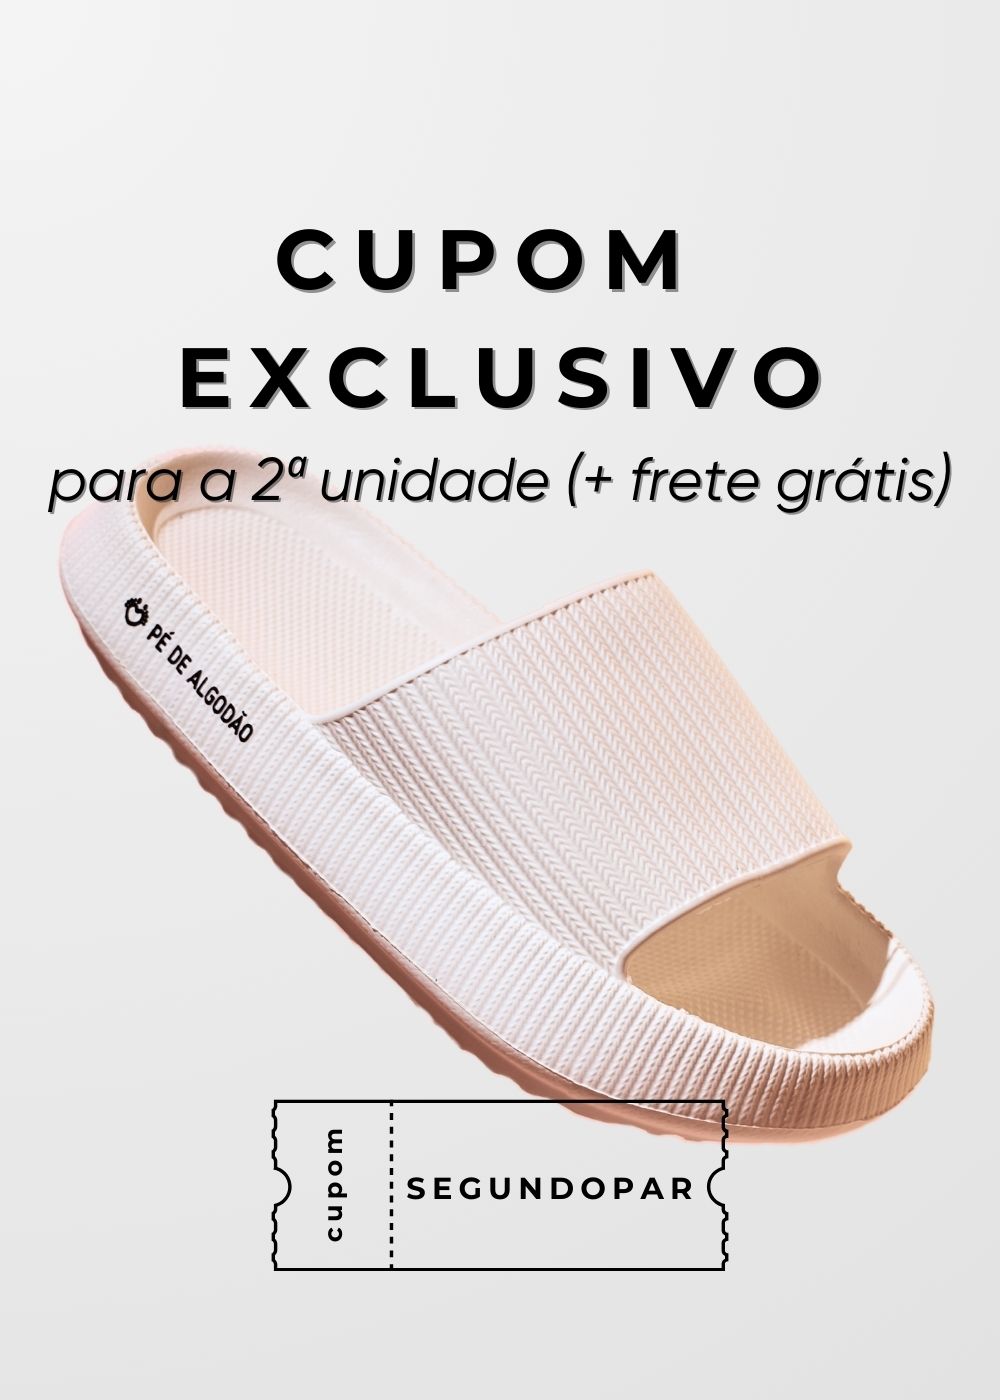 CUPOM
EXCLUSIVO
para a 2ª unidade (+ frete grátis)
PÉ DE ALGODÃO
cupom
SEGUNDOPAR